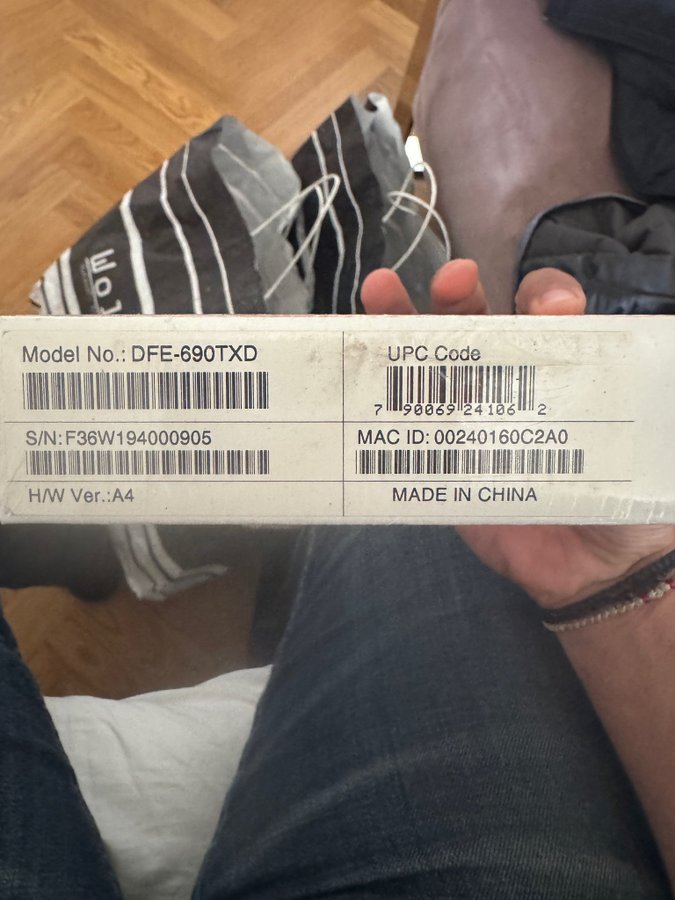 Model No.: DFE-690TXD
UPC Code
7 90069 24106 2
S/N:F36W194000905
MAC ID: 00240160C2A0
H/W Ver.:A4
MADE IN CHINA